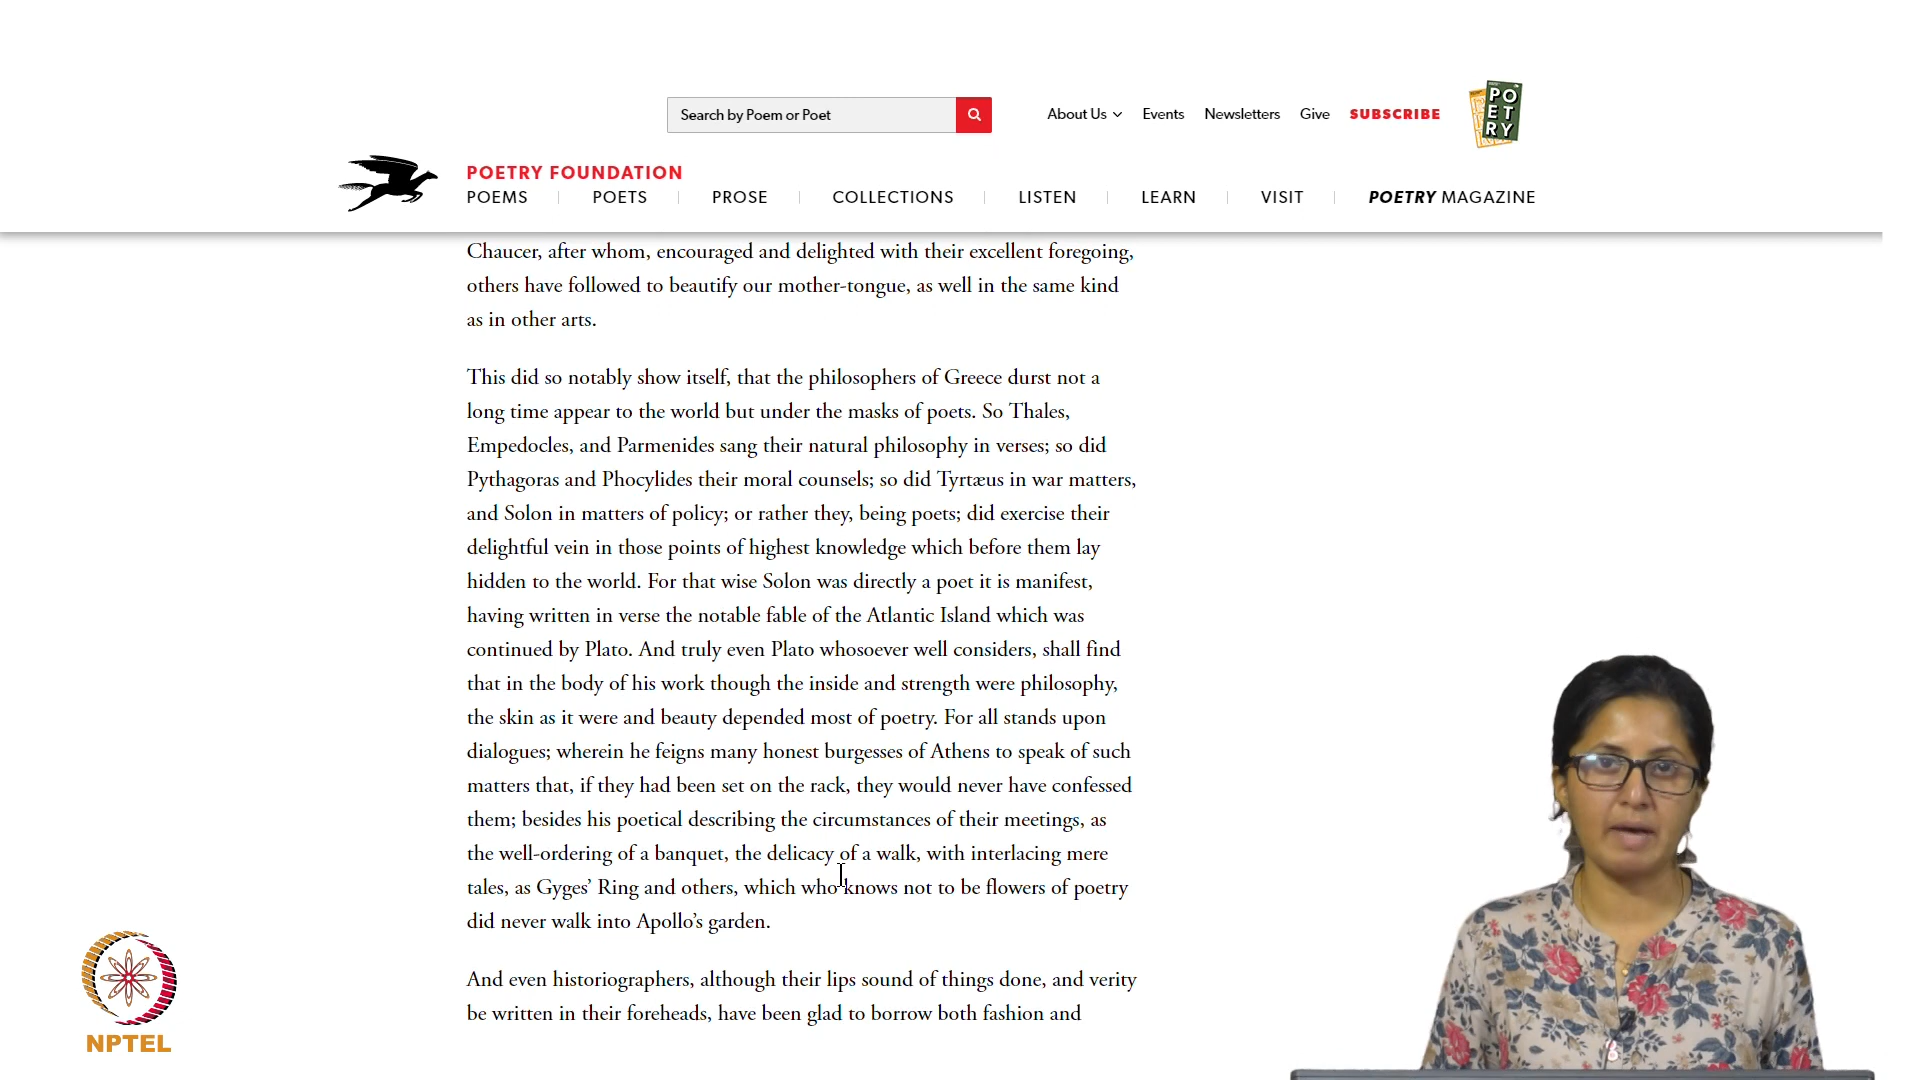 Search by Poem or Poet
About Us
Events
Newsletters
Give
SUBSCRIBE
PO
ET
RY
POETRY FOUNDATION
POEMS
POETS
PROSE
COLLECTIONS
LISTEN
LEARN
VISIT
POETRY MAGAZINE
Chaucer, after whom, encouraged and delighted with their excellent foregoing,
others have followed to beautify our mother-tongue, as well in the same kind
as in other arts.
This did so notably show itself, that the philosophers of Greece durst not a
long time appear to the world but under the masks of poets. So Thales,
Empedocles, and Parmenides sang their natural philosophy in verses; so did
Pythagoras and Phocylides their moral counsels; so did Tyrtæus in war matters,
and Solon in matters of policy; or rather they, being poets; did exercise their
delightful vein in those points of highest knowledge which before them lay
hidden to the world. For that wise Solon was directly a poet it is manifest,
having written in verse the notable fable of the Atlantic Island which was
continued by Plato. And truly even Plato whosoever well considers, shall find
that in the body of his work though the inside and strength were philosophy,
the skin as it were and beauty depended most of poetry. For all stands upon
dialogues; wherein he feigns many honest burgesses of Athens to speak of such
matters that, if they had been set on the rack, they would never have confessed
them; besides his poetical describing the circumstances of their meetings, as
the well-ordering of a banquet, the delicacy of a walk, with interlacing mere
tales, as Gyges’ Ring and others, which who knows not to be flowers of poetry
did never walk into Apollo’s garden.
And even historiographers, although their lips sound of things done, and verity
be written in their foreheads, have been glad to borrow both fashion and
NPTEL